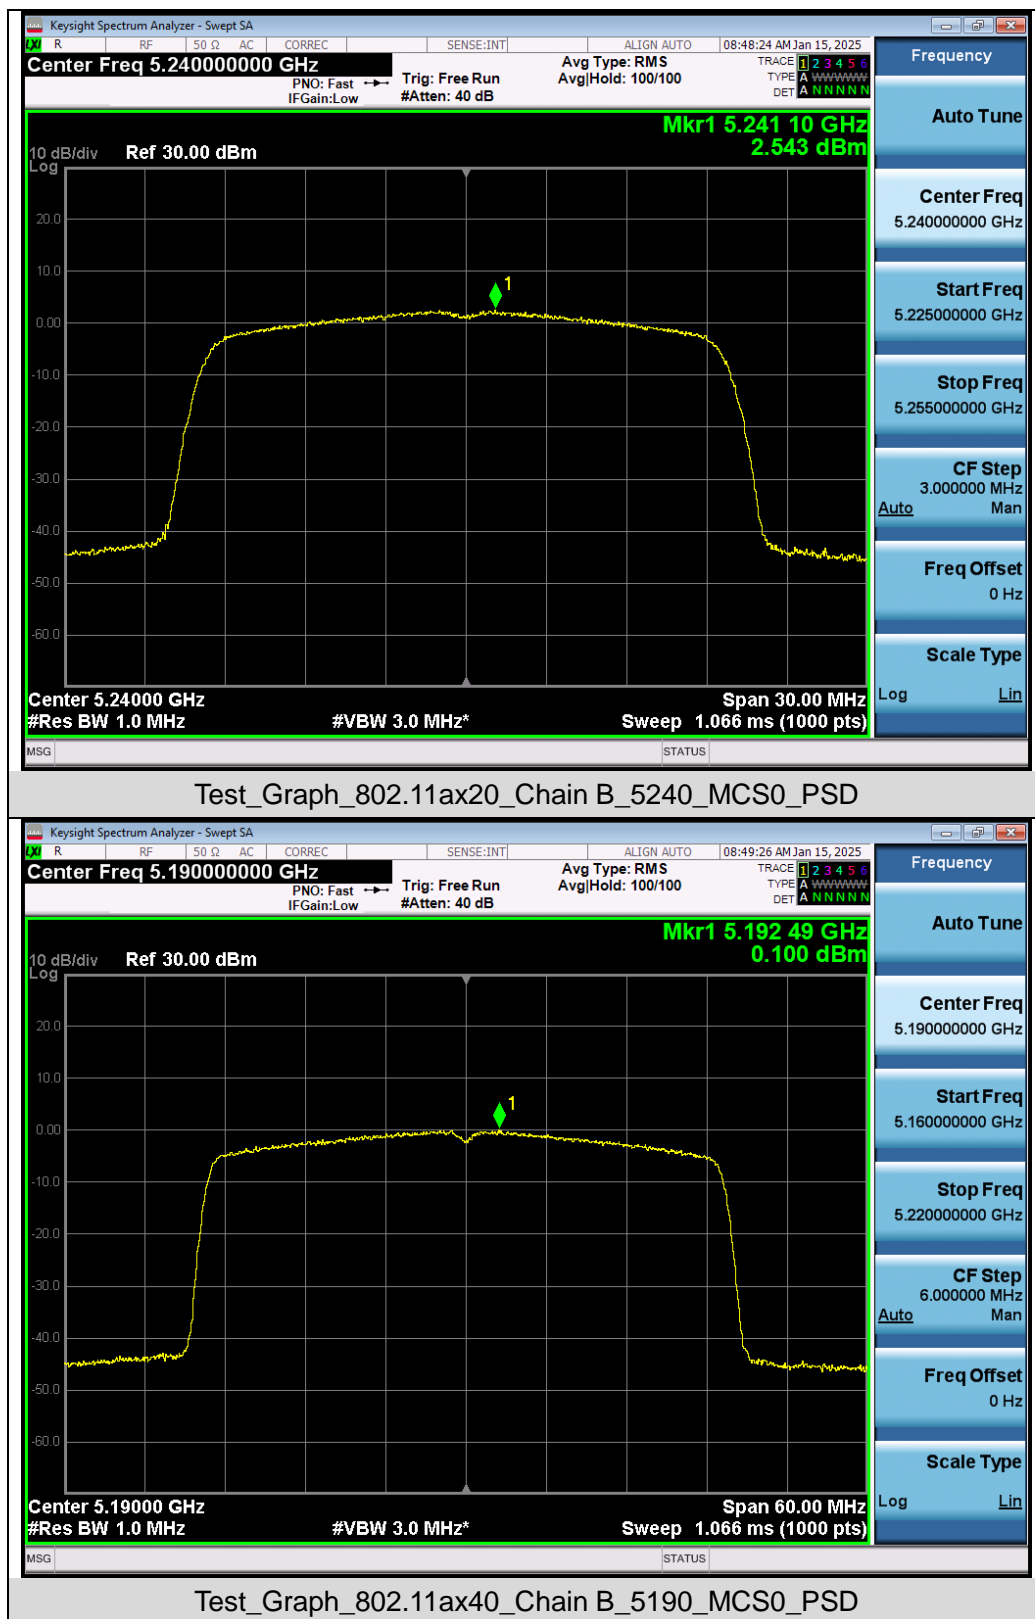 Keysight Spectrum Analyzer - Swept SA
LXI R RF 50 Ω AC CORREC SENSE:INT ALIGN AUTO 08:48:24 AM Jan 15, 2025
Center Freq 5.240000000 GHz
PNO: Fast
IFGain:Low
Trig: Free Run
#Atten: 40 dB
Avg Type: RMS
Avg|Hold: 100/100
TRACE 1 2 3 4 5 6
TYPE A WWWWW
DET A N N N N N
Mkr1 5.241 10 GHz
2.543 dBm
10 dB/div Ref 30.00 dBm
Log
20.0
10.0
1
0.00
-10.0
-20.0
-30.0
-40.0
-50.0
-60.0
Center 5.24000 GHz Span 30.00 MHz
#Res BW 1.0 MHz #VBW 3.0 MHz* Sweep 1.066 ms (1000 pts)
MSG STATUS
Frequency
Auto Tune
Center Freq
5.240000000 GHz
Start Freq
5.225000000 GHz
Stop Freq
5.255000000 GHz
CF Step
3.000000 MHz
Auto Man
Freq Offset
0 Hz
Scale Type
Log Lin
Test_Graph_802.11ax20_Chain B_5240_MCS0_PSD
Keysight Spectrum Analyzer - Swept SA
LXI R RF 50 Ω AC CORREC SENSE:INT ALIGN AUTO 08:49:26 AM Jan 15, 2025
Center Freq 5.190000000 GHz
PNO: Fast
IFGain:Low
Trig: Free Run
#Atten: 40 dB
Avg Type: RMS
Avg|Hold: 100/100
TRACE 1 2 3 4 5 6
TYPE A WWWWW
DET A N N N N N
Mkr1 5.192 49 GHz
0.100 dBm
10 dB/div Ref 30.00 dBm
Log
20.0
10.0
1
0.00
-10.0
-20.0
-30.0
-40.0
-50.0
-60.0
Center 5.19000 GHz Span 60.00 MHz
#Res BW 1.0 MHz #VBW 3.0 MHz* Sweep 1.066 ms (1000 pts)
MSG STATUS
Frequency
Auto Tune
Center Freq
5.190000000 GHz
Start Freq
5.160000000 GHz
Stop Freq
5.220000000 GHz
CF Step
6.000000 MHz
Auto Man
Freq Offset
0 Hz
Scale Type
Log Lin
Test_Graph_802.11ax40_Chain B_5190_MCS0_PSD